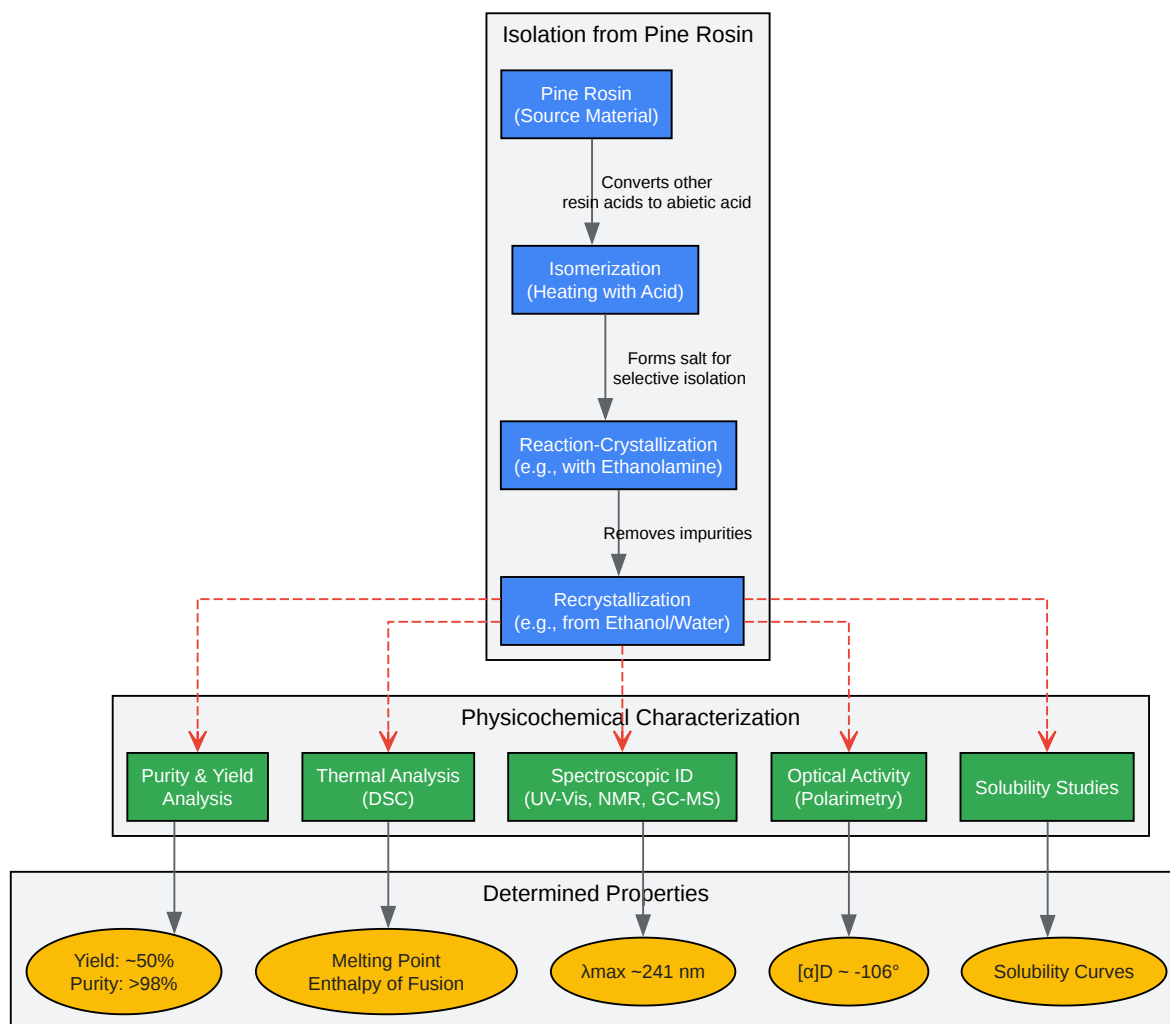 Isolation from Pine Rosin
Pine Rosin
(Source Material)
Converts other
resin acids to abietic acid
Isomerization
(Heating with Acid)
Forms salt for
selective isolation
Reaction-Crystallization
(e.g., with Ethanolamine)
Removes impurities
Recrystallization
(e.g., from Ethanol/Water)
Physicochemical Characterization
Purity & Yield
Analysis
Thermal Analysis
(DSC)
Spectroscopic ID
(UV-Vis, NMR, GC-MS)
Optical Activity
(Polarimetry)
Solubility Studies
Determined Properties
Yield: ~50%
Purity: >98%
Melting Point
Enthalpy of Fusion
λmax ~241 nm
[α]D ~ -106°
Solubility Curves